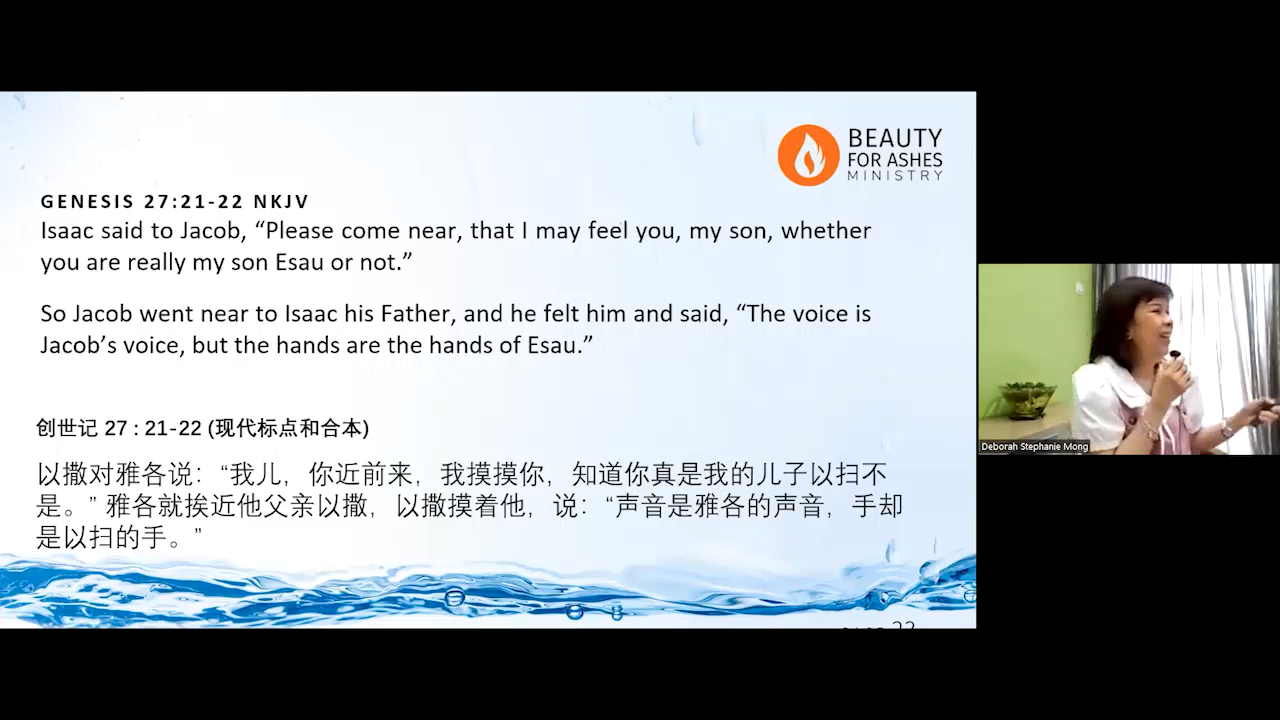 BEAUTY
FOR ASHES
MINISTRY
GENESIS 27:21-22 NKJV
Isaac said to Jacob, “Please come near, that I may feel you, my son, whether
you are really my son Esau or not.”
So Jacob went near to Isaac his Father, and he felt him and said, “The voice is
Jacob’s voice, but the hands are the hands of Esau.”
创世记 27 : 21-22 (现代标点和合本)
以撒对雅各说：“我儿，你近前来，我摸摸你，知道你真是我的儿子以扫不
是。” 雅各就挨近他父亲以撒，以撒摸着他，说：“声音是雅各的声音，手却
是以扫的手。”
22
Deborah Stephanie Mong